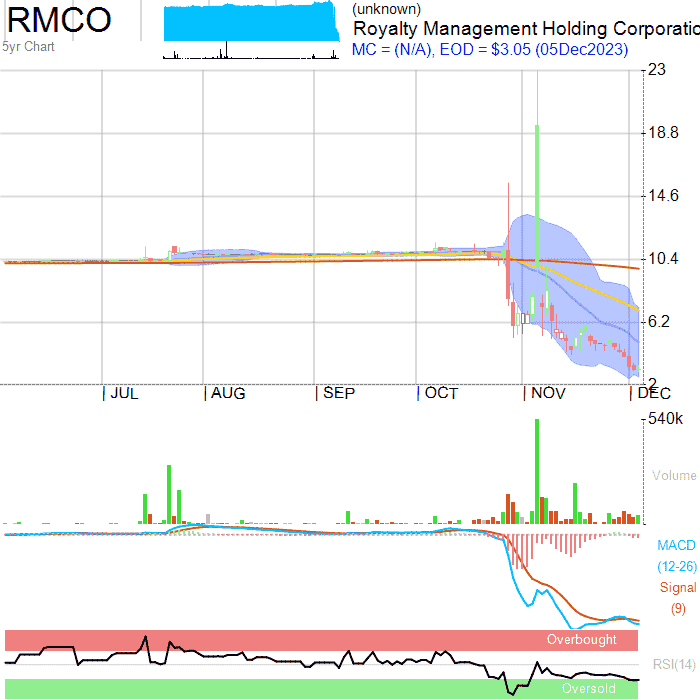 RMCO
5yr Chart
(unknown)
Royalty Management Holding Corporatio
MC = (N/A), EOD = $3.05 (05Dec2023)
23
18.8
14.6
10.4
6.2
2
JUL
AUG
SEP
OCT
NOV
DEC
540k
Volume
MACD
(12-26)
Signal
(9)
Overbought
RSI(14)
Oversold